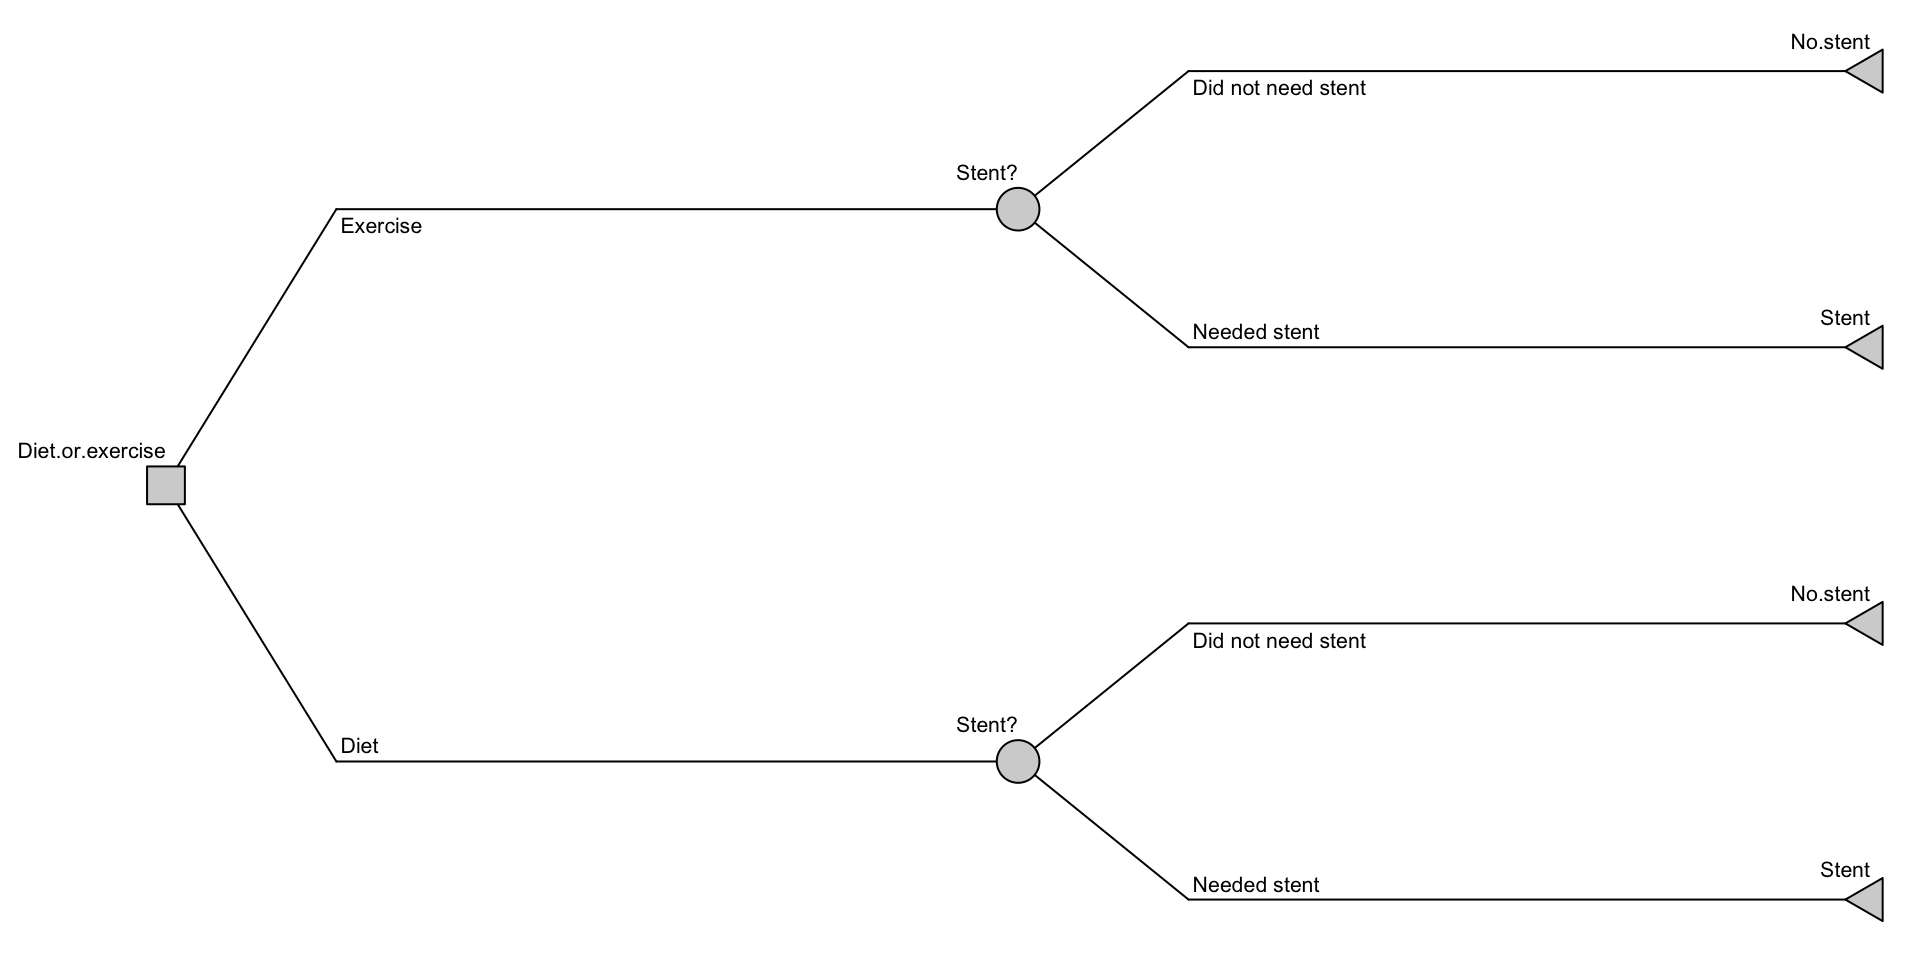 No.stent
Did not need stent
Stent?
Exercise
Needed stent
Stent
Diet.or.exercise
No.stent
Did not need stent
Stent?
Diet
Needed stent
Stent